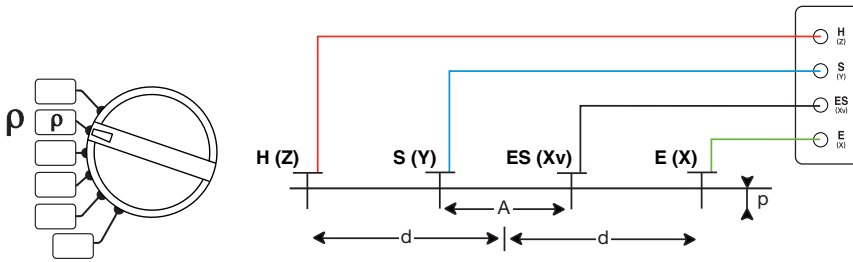 ρ
ρ
H (Z)
S (Y)
ES (Xv)
E (X)
A
d
d
p
H
(Z)
S
(Y)
ES
(Xv)
E
(X)